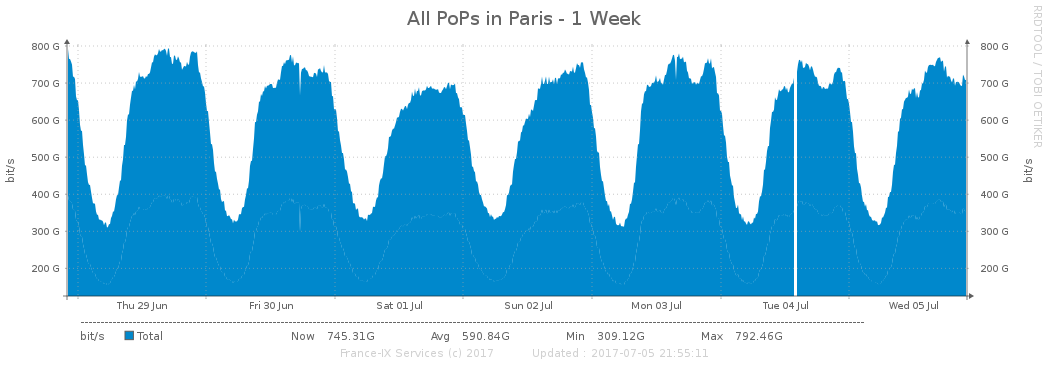 All PoPs in Paris - 1 Week
RRDTOOL / TOBI OETIKER
800 G 800 G
700 G 700 G
600 G 600 G
500 G 500 G
bit/s bit/s
400 G 400 G
300 G 300 G
200 G 200 G
Thu 29 Jun Fri 30 Jun Sat 01 Jul Sun 02 Jul Mon 03 Jul Tue 04 Jul Wed 05 Jul
bit/s Total Now 745.31G Avg 590.84G Min 309.12G Max 792.46G
France-IX Services (c) 2017 Updated : 2017-07-05 21:55:11